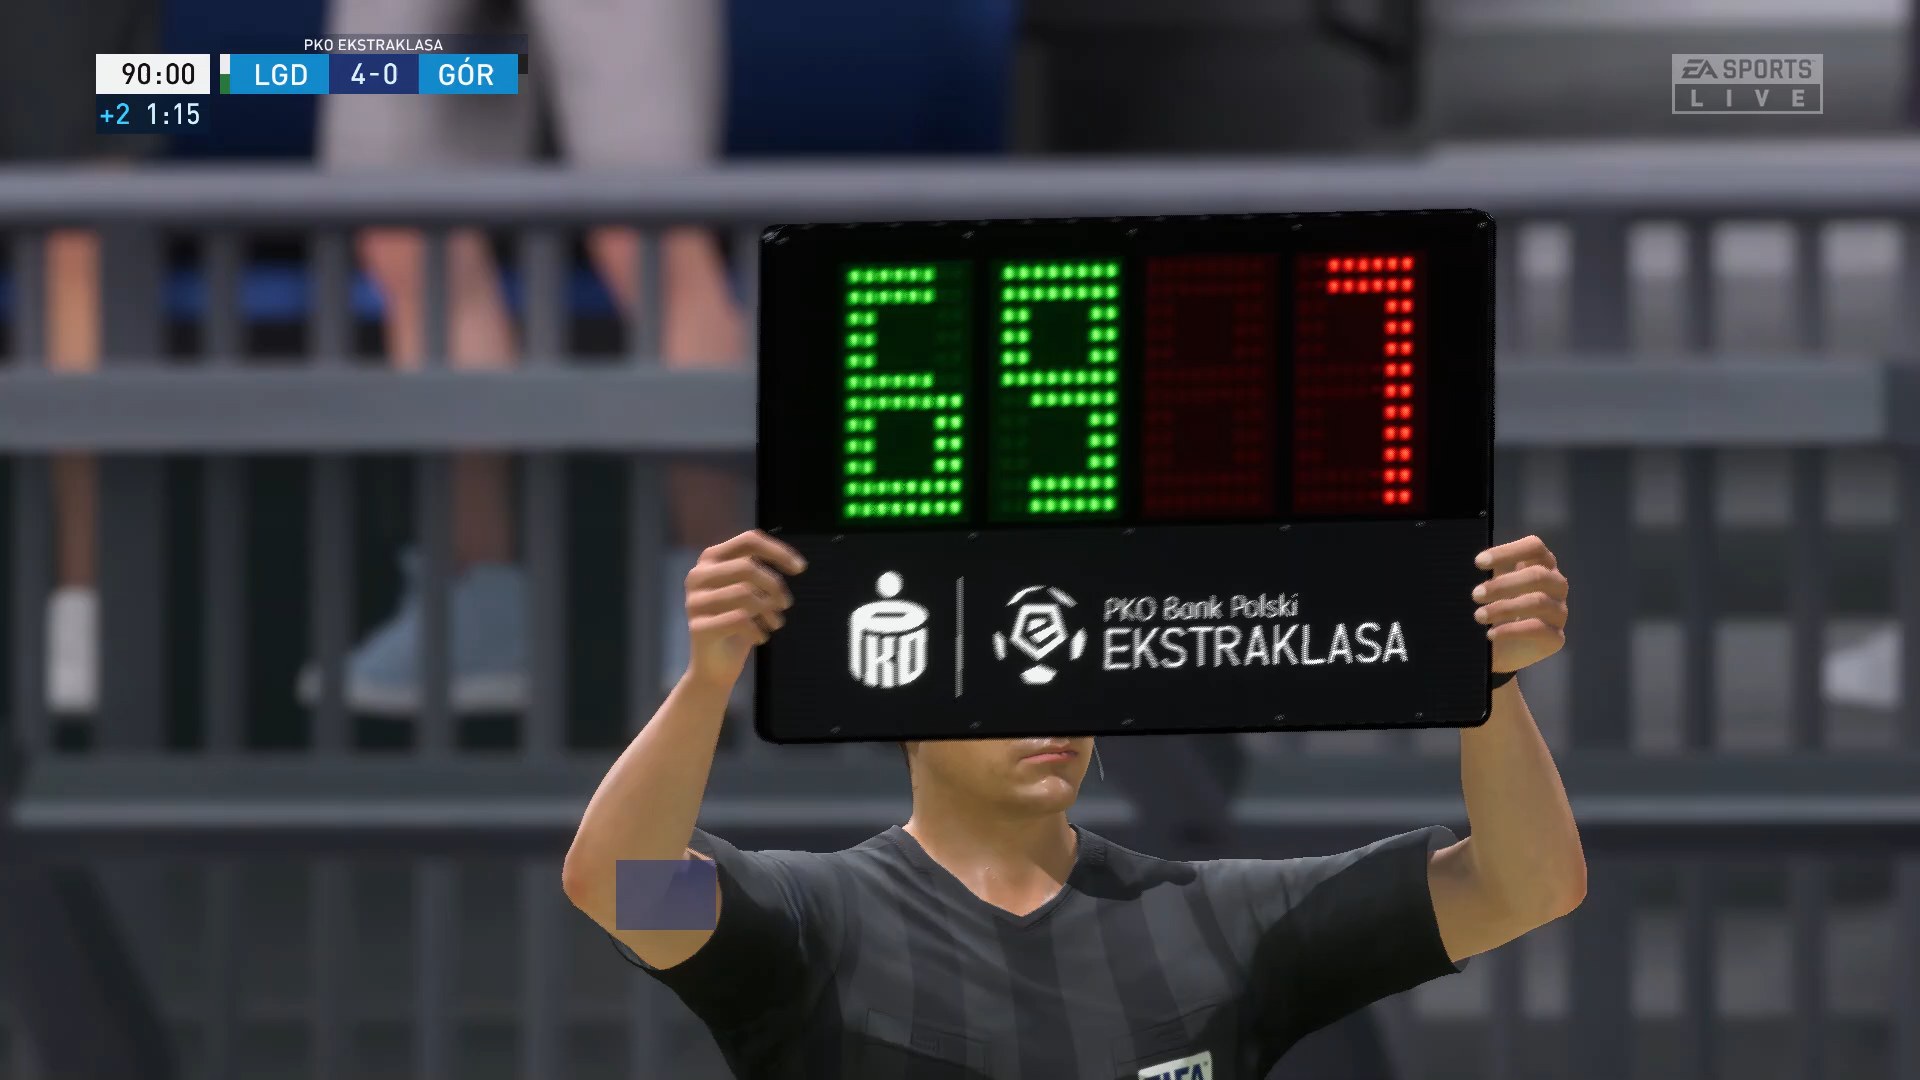 PKO EKSTRAKLASA
90:00 LGD 4-0 GÓR
+2 1:15
EA SPORTS
LIVE
69 7
PKO
PKO Bank Polski
EKSTRAKLASA